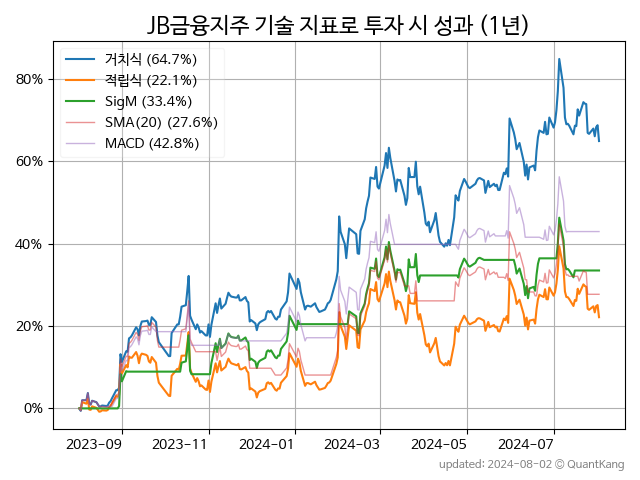 JB금융지주 기술 지표로 투자 시 성과 (1년)
거치식 (64.7%)
적립식 (22.1%)
SigM (33.4%)
SMA(20) (27.6%)
MACD (42.8%)
80%
60%
40%
20%
0%
2023-09 2023-11 2024-01 2024-03 2024-05 2024-07
updated: 2024-08-02 © QuantKang